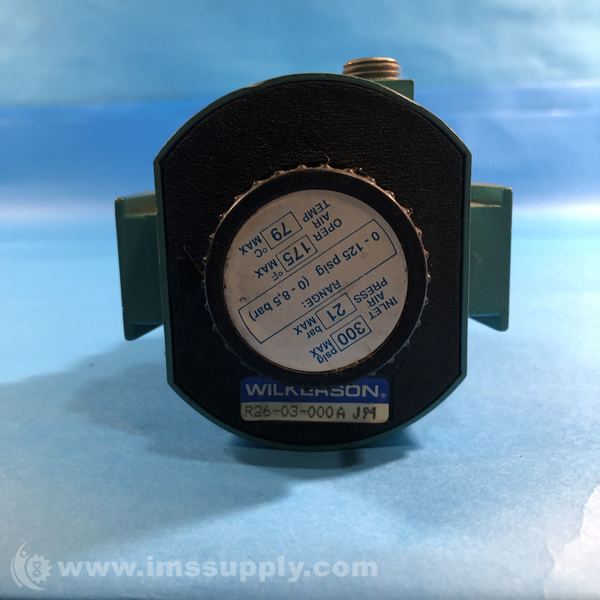 INLET AIR PRESS 300 psig MAX 21 bar MAX
RANGE:
0 - 125 psig (0 - 8,5 bar)
OPER AIR TEMP 175 °F MAX 79 °C MAX
WILKERSON®
R26-03-000 A J94
www.imssupply.com